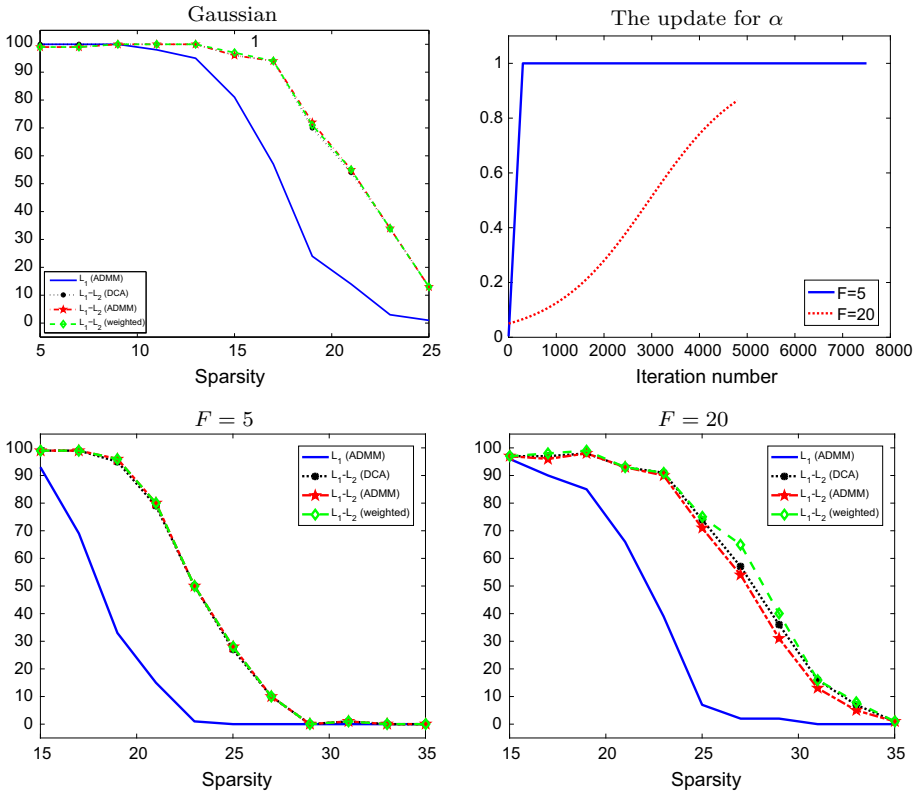 Gaussian
1
100
90
80
70
60
50
40
30
20
10
0
L1 (ADMM)
L1-L2 (DCA)
L1-L2 (ADMM)
L1-L2 (weighted)
5 10 15 20 25
Sparsity
The update for α
1
0.8
0.6
0.4
0.2
0
F=5
F=20
0 1000 2000 3000 4000 5000 6000 7000 8000
Iteration number
F = 5
100
90
80
70
60
50
40
30
20
10
0
L1 (ADMM)
L1-L2 (DCA)
L1-L2 (ADMM)
L1-L2 (weighted)
15 20 25 30 35
Sparsity
F = 20
100
90
80
70
60
50
40
30
20
10
0
L1 (ADMM)
L1-L2 (DCA)
L1-L2 (ADMM)
L1-L2 (weighted)
15 20 25 30 35
Sparsity